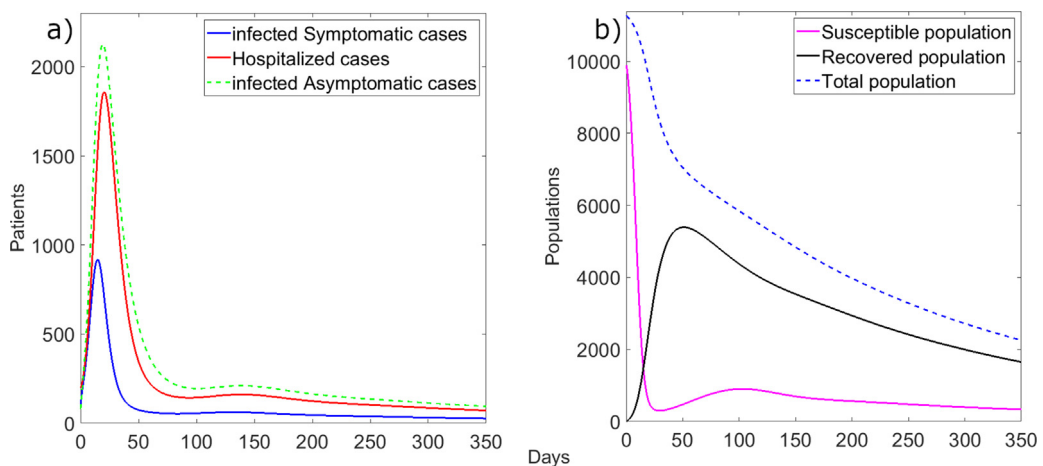 a)
infected Symptomatic cases
Hospitalized cases
infected Asymptomatic cases
Patients
2000
1500
1000
500
0
0 50 100 150 200 250 300 350
b)
Susceptible population
Recovered population
Total population
Populations
10000
8000
6000
4000
2000
0
0 50 100 150 200 250 300 350
Days